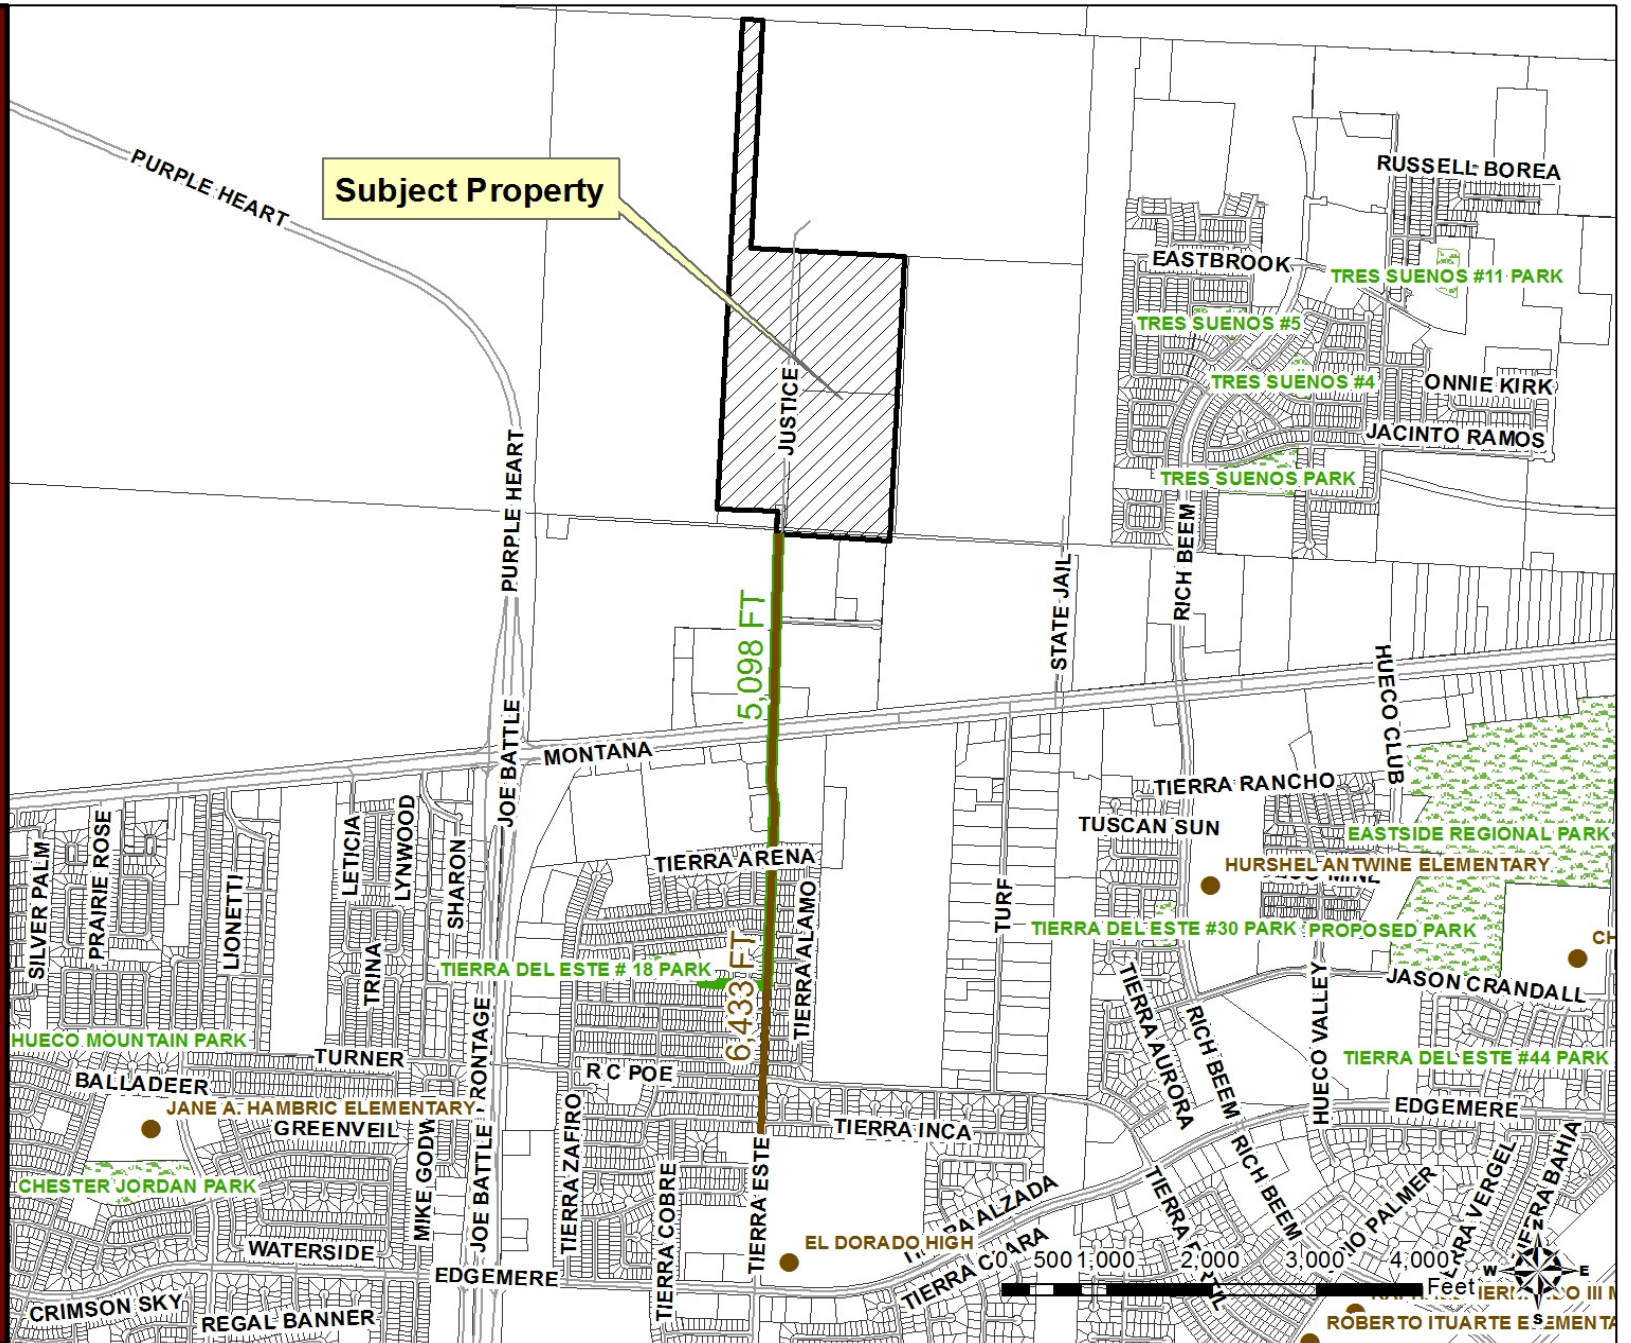 RUSSELL BOREA
PURPLE HEART
Subject Property
EASTBROOK
TRES SUENOS #11 PARK
TRES SUENOS #5
TRES SUENOS #4
ONNIE KIRK
JUSTICE
JACINTO RAMOS
TRES SUENOS PARK
PURPLE HEART
RICH BEEM
STATE JAIL
5,098 FT
HUECO CLUB
JOE BATTLE
MONTANA
TIERRA RANCHO
TUSCAN SUN
EASTSIDE REGIONAL PARK
HURSHEL ANTWINE ELEMENTARY
TIERRA ARENA
SILVER PALM
PRAIRIE ROSE
LIONETTI
LETICIA
LYNWOOD
SHARON
TRINA
TURF
TIERRA ALAMO
TIERRA DEL ESTE #30 PARK
PROPOSED PARK
CH
TIERRA DEL ESTE # 18 PARK
6,433 FT
JASON CRANDALL
HUECO MOUNTAIN PARK
TURNER
R C POE
TIERRA AURORA
RICH BEEM
HUECO VALLEY
TIERRA DEL ESTE #44 PARK
BALLADEER
JANE A. HAMBRIC ELEMENTARY
GREENVEIL
EDGEMERE
TIERRA INCA
CHESTER JORDAN PARK
MIKE GODW
JOE BATTLE
FRONTAGE
TIERRA ZAFIRO
TIERRA COBRE
TIERRA ESTE
RICH BEEM
WATERSIDE
EL DORADO HIGH
EDGEMERE
CRIMSON SKY
REGAL BANNER
0 500 1,000 2,000 3,000 4,000
Feet
N
W E
S
ROBERTO ITUARTE ELEMENTA